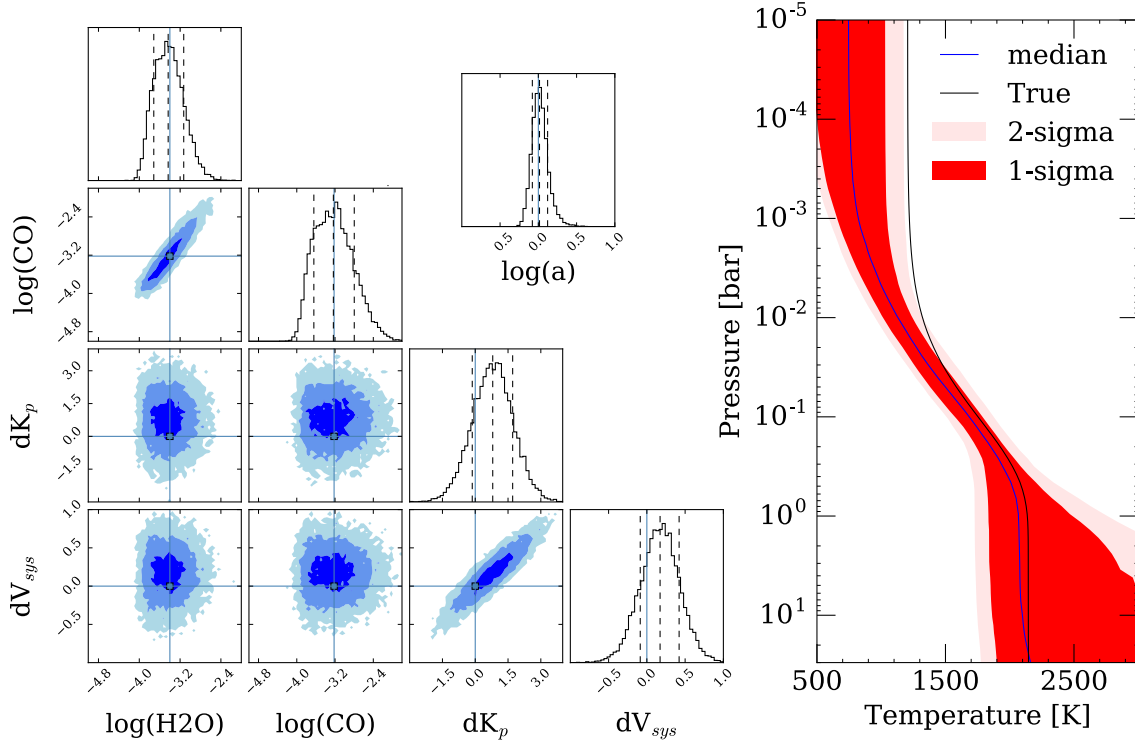 log(CO)
−2.4
−3.2
−4.0
−4.8
dK_p
3.0
1.5
0.0
−1.5
−3.0
dV_sys
1.0
0.5
0.0
−0.5
−4.8 −4.0 −3.2 −2.4
log(H2O)
−4.8 −4.0 −3.2 −2.4
log(CO)
−1.5 0.0 1.5 3.0
dK_p
−0.5 0.0 0.5 1.0
dV_sys
0.5 0.0 0.5 1.0
log(a)
Pressure [bar]
10^-5
10^-4
10^-3
10^-2
10^-1
10^0
10^1
median
True
2-sigma
1-sigma
500 1500 2500
Temperature [K]